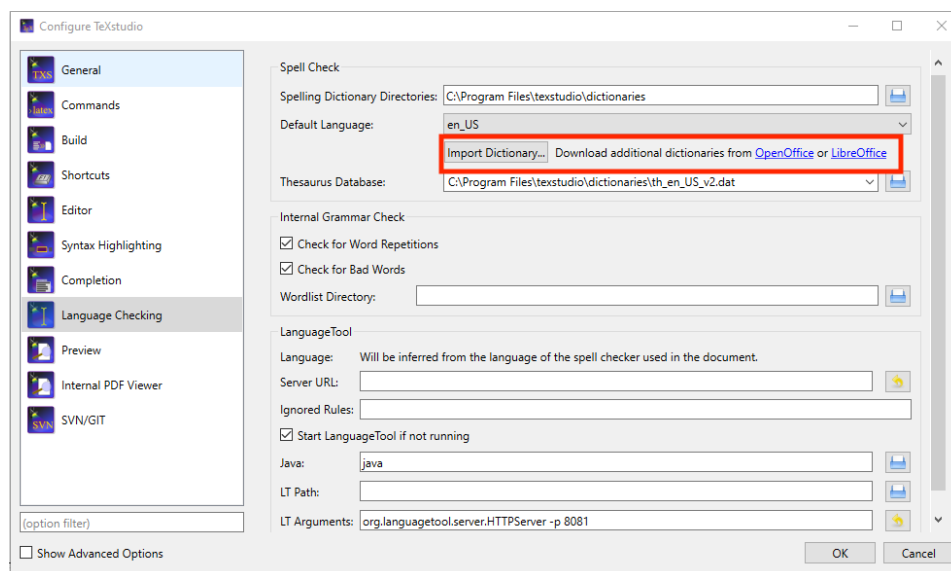 Configure TeXstudio
TXS General
latex Commands
Build
Shortcuts
Editor
Syntax Highlighting
Completion
Language Checking
Preview
Internal PDF Viewer
SVN SVN/GIT
(option filter)
Show Advanced Options
Spell Check
Spelling Dictionary Directories: C:\Program Files\texstudio\dictionaries
Default Language: en_US
Import Dictionary... Download additional dictionaries from OpenOffice or LibreOffice
Thesaurus Database: C:\Program Files\texstudio\dictionaries\th_en_US_v2.dat
Internal Grammar Check
Check for Word Repetitions
Check for Bad Words
Wordlist Directory:
LanguageTool
Language: Will be inferred from the language of the spell checker used in the document.
Server URL:
Ignored Rules:
Start LanguageTool if not running
Java: java
LT Path:
LT Arguments: org.languagetool.server.HTTPServer -p 8081
OK Cancel